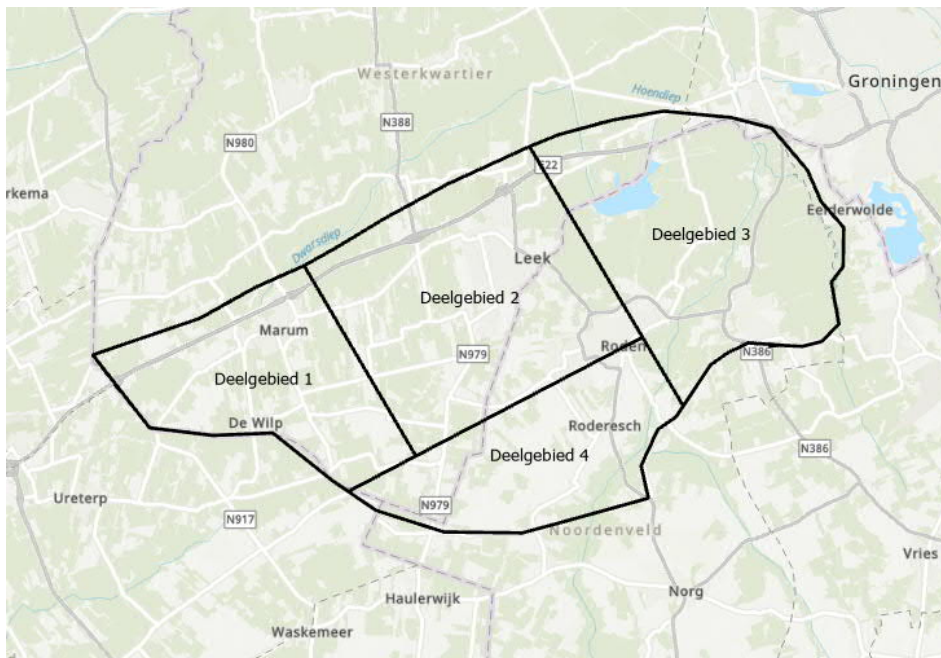 Westerkwartier
Hoendiep
Groningen
N388
N980
E22
rkema
Eelderwolde
Dwarsdiep
Deelgebied 3
Leek
Deelgebied 2
Marum
Roden
N386
N979
Deelgebied 1
De Wilp
Roderesch
Deelgebied 4
N386
Ureterp
N979
N917
Noordenveld
Vries
Norg
Haulerwijk
Waskemeer